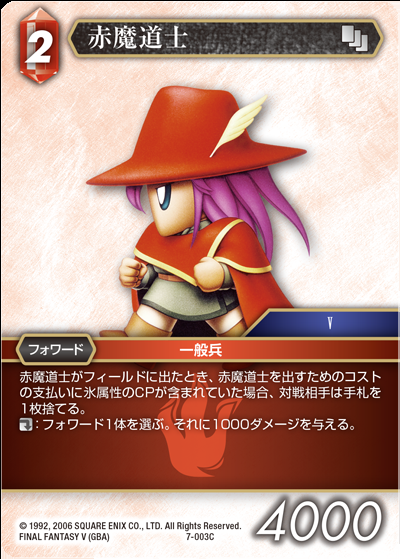 2
赤魔道士
V
フォワード
一般兵
赤魔道士がフィールドに出たとき、赤魔道士を出すためのコスト
の支払いに氷属性のCPが含まれていた場合、対戦相手は手札を
1枚捨てる。
:フォワード1体を選ぶ。それに1000ダメージを与える。
© 1992, 2006 SQUARE ENIX CO., LTD. All Rights Reserved.
FINAL FANTASY V (GBA)
7-003C
4000